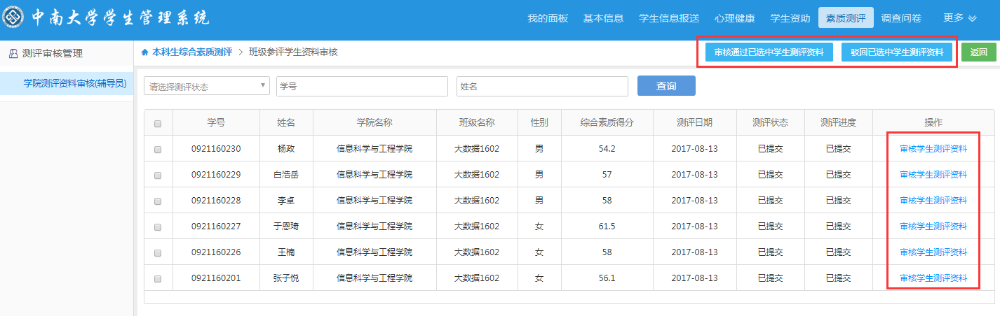 中南大学学生管理系统
我的面板 基本信息 学生信息报送 心理健康 学生资助 素质测评 调查问卷 更多
测评审核管理
学院测评资料审核(辅导员)
本科生综合素质测评 > 班级参评学生资料审核
审核通过已选中学生测评资料 驳回已选中学生测评资料 返回
请选择测评状态 学号 姓名 查询
学号 姓名 学院名称 班级名称 性别 综合素质得分 测评日期 测评状态 测评进度 操作
0921160230 杨政 信息科学与工程学院 大数据1602 男 54.2 2017-08-13 已提交 已提交 审核学生测评资料
0921160229 白浩岳 信息科学与工程学院 大数据1602 男 57 2017-08-13 已提交 已提交 审核学生测评资料
0921160228 李卓 信息科学与工程学院 大数据1602 男 58 2017-08-13 已提交 已提交 审核学生测评资料
0921160227 于恩琦 信息科学与工程学院 大数据1602 女 61.5 2017-08-13 已提交 已提交 审核学生测评资料
0921160226 王楠 信息科学与工程学院 大数据1602 女 58 2017-08-13 已提交 已提交 审核学生测评资料
0921160201 张子悦 信息科学与工程学院 大数据1602 女 56.1 2017-08-13 已提交 已提交 审核学生测评资料